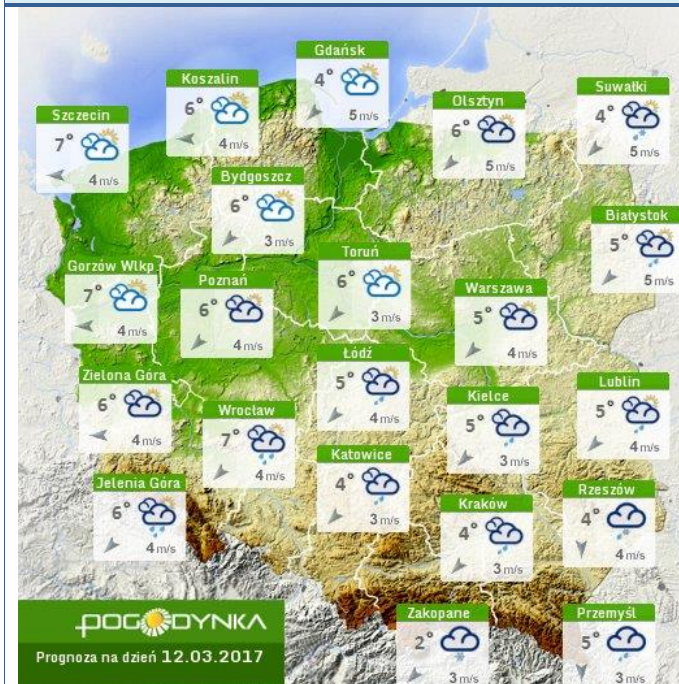 Gdańsk
4°
5 m/s
Koszalin
6°
4 m/s
Suwałki
4°
5 m/s
Olsztyn
6°
5 m/s
Szczecin
7°
4 m/s
Bydgoszcz
6°
3 m/s
Białystok
5°
5 m/s
Toruń
6°
3 m/s
Gorzów Wlkp.
7°
4 m/s
Poznań
6°
4 m/s
Warszawa
5°
4 m/s
Łódź
5°
4 m/s
Zielona Góra
6°
4 m/s
Lublin
5°
4 m/s
Kielce
5°
3 m/s
Wrocław
7°
4 m/s
Katowice
4°
3 m/s
Jelenia Góra
6°
4 m/s
Rzeszów
4°
4 m/s
Kraków
4°
3 m/s
Zakopane
2°
3 m/s
Przemyśl
5°
3 m/s
POGODYNKA
Prognoza na dzień 12.03.2017